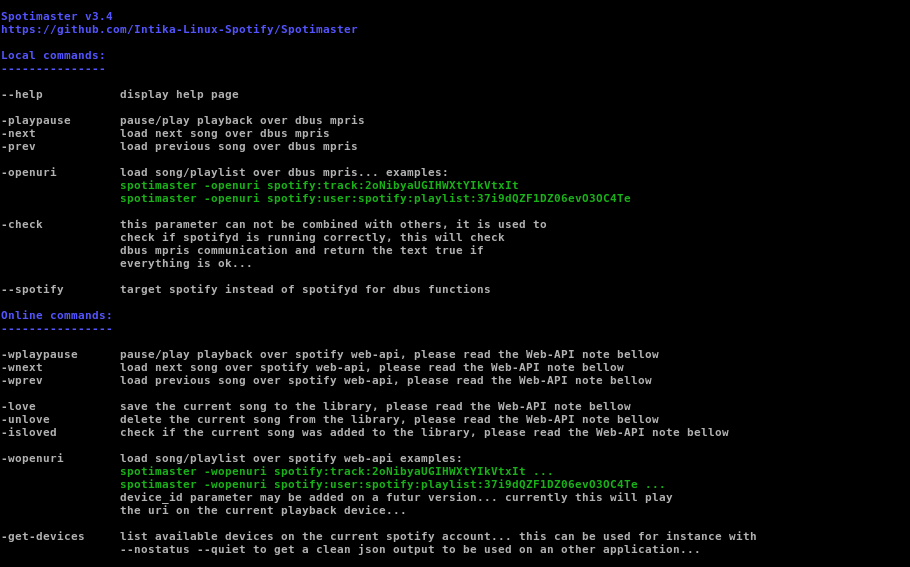 Spotimaster v3.4
https://github.com/Intika-Linux-Spotify/Spotimaster
Local commands:
---------------
--help display help page
-playpause pause/play playback over dbus mpris
-next load next song over dbus mpris
-prev load previous song over dbus mpris
-openuri load song/playlist over dbus mpris... examples:
spotimaster -openuri spotify:track:2oNibyaUGIHWXtYIkVtxIt
spotimaster -openuri spotify:user:spotify:playlist:37i9dQZF1DZ06evO3OC4Te
-check this parameter can not be combined with others, it is used to
check if spotifyd is running correctly, this will check
dbus mpris communication and return the text true if
everything is ok...
--spotify target spotify instead of spotifyd for dbus functions
Online commands:
----------------
-wplaypause pause/play playback over spotify web-api, please read the Web-API note bellow
-wnext load next song over spotify web-api, please read the Web-API note bellow
-wprev load previous song over spotify web-api, please read the Web-API note bellow
-love save the current song to the library, please read the Web-API note bellow
-unlove delete the current song from the library, please read the Web-API note bellow
-isloved check if the current song was added to the library, please read the Web-API note bellow
-wopenuri load song/playlist over spotify web-api examples:
spotimaster -wopenuri spotify:track:2oNibyaUGIHWXtYIkVtxIt ...
spotimaster -wopenuri spotify:user:spotify:playlist:37i9dQZF1DZ06evO3OC4Te ...
device_id parameter may be added on a futur version... currently this will play
the uri on the current playback device...
-get-devices list available devices on the current spotify account... this can be used for instance with
--nostatus --quiet to get a clean json output to be used on an other application...